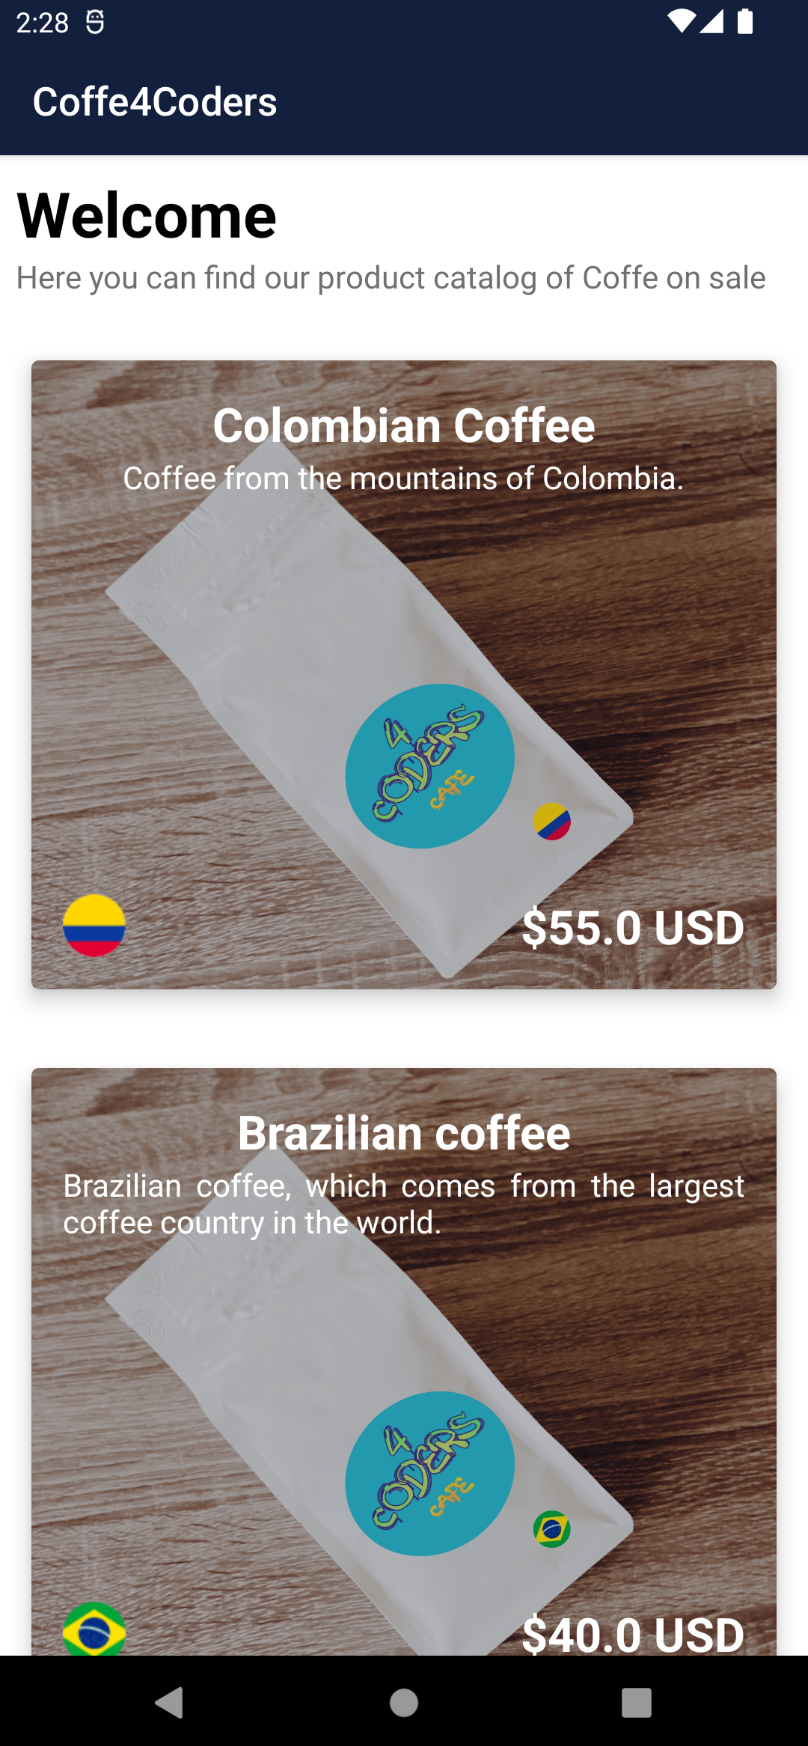 2:28
Coffe4Coders
Welcome
Here you can find our product catalog of Coffe on sale
Colombian Coffee
Coffee from the mountains of Colombia.
4
CODERS
CAFE
$55.0 USD
Brazilian coffee
Brazilian coffee, which comes from the largest
coffee country in the world.
4
CODERS
CAFE
$40.0 USD